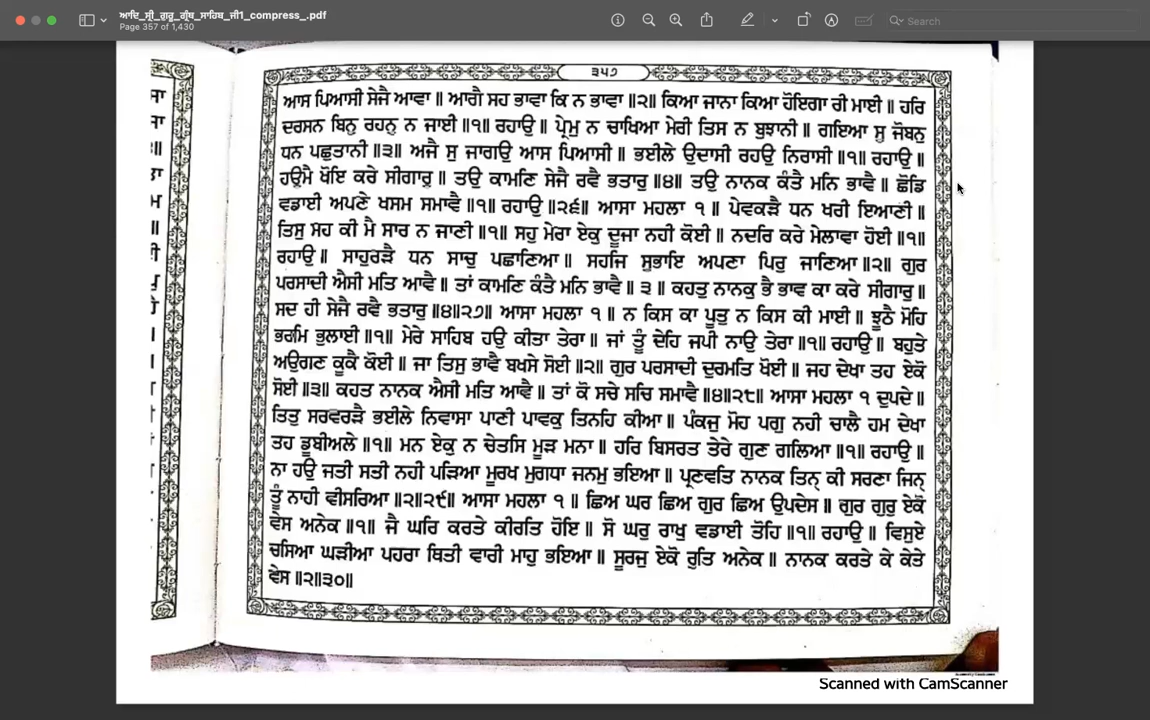 ਆਦਿ_ਸ੍ਰੀ_ਗੁਰੂ_ਗ੍ਰੰਥ_ਸਾਹਿਬ_ਜੀ1_compress_.pdf
Page 357 of 1,430
Search
੩੫੭
ਆਸ ਪਿਆਸੀ ਸੇਜੈ ਆਵਾ ॥ ਆਗੈ ਸਹ ਭਾਵਾ ਕਿ ਨ ਭਾਵਾ ॥੨॥ ਕਿਆ ਜਾਨਾ ਕਿਆ ਹੋਇਗਾ ਰੀ ਮਾਈ ॥ ਹਰਿ
ਦਰਸਨ ਬਿਨੁ ਰਹਨੁ ਨ ਜਾਈ ॥੧॥ ਰਹਾਉ ॥ ਪ੍ਰੇਮੁ ਨ ਚਾਖਿਆ ਮੇਰੀ ਤਿਸ ਨ ਬੁਝਾਨੀ ॥ ਗਇਆ ਸੁ ਜੋਬਨੁ
ਧਨ ਪਛੁਤਾਨੀ ॥੩॥ ਅਜੈ ਸੁ ਜਾਗਉ ਆਸ ਪਿਆਸੀ ॥ ਭਈਲੇ ਉਦਾਸੀ ਰਹਉ ਨਿਰਾਸੀ ॥੧॥ ਰਹਾਉ ॥
ਹਉਮੈ ਖੋਇ ਕਰੇ ਸੀਗਾਰੁ ॥ ਤਉ ਕਾਮਣਿ ਸੇਜੈ ਰਵੈ ਭਤਾਰੁ ॥੪॥ ਤਉ ਨਾਨਕ ਕੰਤੈ ਮਨਿ ਭਾਵੈ ॥ ਛੋਡਿ
ਵਡਾਈ ਅਪਣੇ ਖਸਮ ਸਮਾਵੈ ॥੧॥ ਰਹਾਉ ॥੨੬॥ ਆਸਾ ਮਹਲਾ ੧ ॥ ਪੇਵਕੜੈ ਧਨ ਖਰੀ ਇਆਣੀ ॥
ਤਿਸੁ ਸਹ ਕੀ ਮੈ ਸਾਰ ਨ ਜਾਣੀ ॥੧॥ ਸਹੁ ਮੇਰਾ ਏਕੁ ਦੂਜਾ ਨਹੀ ਕੋਈ ॥ ਨਦਰਿ ਕਰੇ ਮੇਲਾਵਾ ਹੋਈ ॥੧॥
ਰਹਾਉ ॥ ਸਾਹੁਰੜੈ ਧਨ ਸਾਚੁ ਪਛਾਣਿਆ ॥ ਸਹਜਿ ਸੁਭਾਇ ਅਪਣਾ ਪਿਰੁ ਜਾਣਿਆ ॥੨॥ ਗੁਰ
ਪਰਸਾਦੀ ਐਸੀ ਮਤਿ ਆਵੈ ॥ ਤਾਂ ਕਾਮਣਿ ਕੰਤੈ ਮਨਿ ਭਾਵੈ ॥ ੩ ॥ ਕਹਤੁ ਨਾਨਕੁ ਭੈ ਭਾਵ ਕਾ ਕਰੇ ਸੀਗਾਰੁ ॥
ਸਦ ਹੀ ਸੇਜੈ ਰਵੈ ਭਤਾਰੁ ॥੪॥੨੭॥ ਆਸਾ ਮਹਲਾ ੧ ॥ ਨ ਕਿਸ ਕਾ ਪੂਤੁ ਨ ਕਿਸ ਕੀ ਮਾਈ ॥ ਝੂਠੈ ਮੋਹਿ
ਭਰਮਿ ਭੁਲਾਈ ॥੧॥ ਮੇਰੇ ਸਾਹਿਬ ਹਉ ਕੀਤਾ ਤੇਰਾ ॥ ਜਾਂ ਤੂੰ ਦੇਹਿ ਜਪੀ ਨਾਉ ਤੇਰਾ ॥੧॥ ਰਹਾਉ ॥ ਬਹੁਤੇ
ਅਉਗਣ ਕੂਕੈ ਕੋਈ ॥ ਜਾ ਤਿਸੁ ਭਾਵੈ ਬਖਸੇ ਸੋਈ ॥੨॥ ਗੁਰ ਪਰਸਾਦੀ ਦੁਰਮਤਿ ਖੋਈ ॥ ਜਹ ਦੇਖਾ ਤਹ ਏਕੋ
ਸੋਈ ॥੩॥ ਕਹਤ ਨਾਨਕ ਐਸੀ ਮਤਿ ਆਵੈ ॥ ਤਾਂ ਕੋ ਸਚੇ ਸਚਿ ਸਮਾਵੈ ॥੪॥੨੮॥ ਆਸਾ ਮਹਲਾ ੧ ਦੁਪਦੇ ॥
ਤਿਤੁ ਸਰਵਰੜੈ ਭਈਲੇ ਨਿਵਾਸਾ ਪਾਣੀ ਪਾਵਕੁ ਤਿਨਹਿ ਕੀਆ ॥ ਪੰਕਜੁ ਮੋਹ ਪਗੁ ਨਹੀ ਚਾਲੈ ਹਮ ਦੇਖਾ
ਤਹ ਡੂਬੀਅਲੇ ॥੧॥ ਮਨ ਏਕੁ ਨ ਚੇਤਸਿ ਮੂੜ ਮਨਾ ॥ ਹਰਿ ਬਿਸਰਤ ਤੇਰੇ ਗੁਣ ਗਲਿਆ ॥੧॥ ਰਹਾਉ ॥
ਨਾ ਹਉ ਜਤੀ ਸਤੀ ਨਹੀ ਪੜਿਆ ਮੂਰਖ ਮੁਗਧਾ ਜਨਮੁ ਭਇਆ ॥ ਪ੍ਰਣਵਤਿ ਨਾਨਕ ਤਿਨ੍ ਕੀ ਸਰਣਾ ਜਿਨ੍
ਤੂੰ ਨਾਹੀ ਵੀਸਰਿਆ ॥੨॥੨੯॥ ਆਸਾ ਮਹਲਾ ੧ ॥ ਛਿਅ ਘਰ ਛਿਅ ਗੁਰ ਛਿਅ ਉਪਦੇਸ ॥ ਗੁਰ ਗੁਰੁ ਏਕੋ
ਵੇਸ ਅਨੇਕ ॥੧॥ ਜੈ ਘਰਿ ਕਰਤੇ ਕੀਰਤਿ ਹੋਇ ॥ ਸੋ ਘਰੁ ਰਾਖੁ ਵਡਾਈ ਤੋਹਿ ॥੧॥ ਰਹਾਉ ॥ ਵਿਸੁਏ
ਚਸਿਆ ਘੜੀਆ ਪਹਰਾ ਥਿਤੀ ਵਾਰੀ ਮਾਹੁ ਭਇਆ ॥ ਸੂਰਜੁ ਏਕੋ ਰੁਤਿ ਅਨੇਕ ॥ ਨਾਨਕ ਕਰਤੇ ਕੇ ਕੇਤੇ
ਵੇਸ ॥੨॥੩੦॥
Scanned with CamScanner